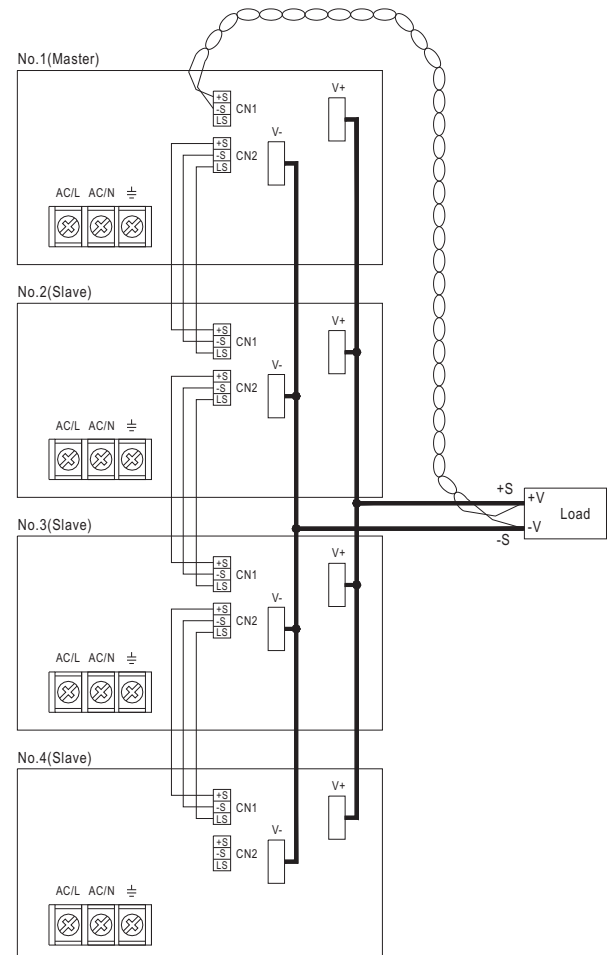 No.1(Master)
V+
+S
-S
LS
CN1
V-
+S
-S
LS
CN2
AC/L AC/N
No.2(Slave)
V+
+S
-S
LS
CN1
V-
+S
-S
LS
CN2
AC/L AC/N
+S
+V
Load
-V
-S
No.3(Slave)
V+
+S
-S
LS
CN1
V-
+S
-S
LS
CN2
AC/L AC/N
No.4(Slave)
V+
+S
-S
LS
CN1
V-
+S
-S
LS
CN2
AC/L AC/N